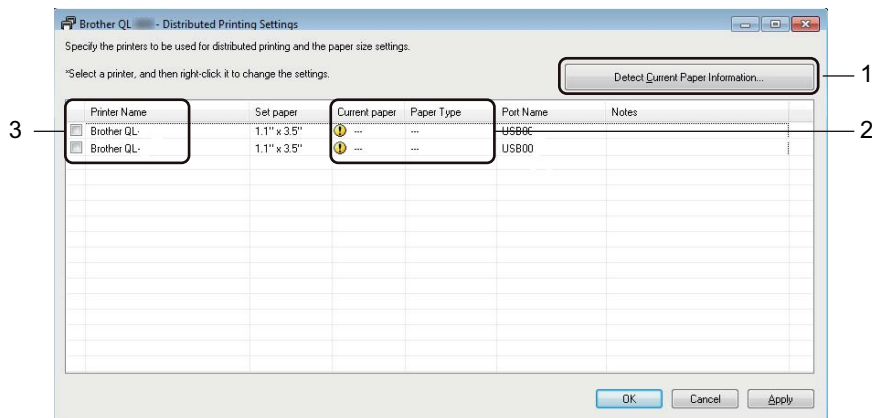 Brother QL - Distributed Printing Settings
Specify the printers to be used for distributed printing and the paper size settings.
*Select a printer, and then right-click it to change the settings.
Detect Current Paper Information...
1
Printer Name Set paper Current paper Paper Type Port Name Notes
3
Brother QL- 1.1" x 3.5" --- --- USB00
2
Brother QL- 1.1" x 3.5" --- --- USB00
OK Cancel Apply